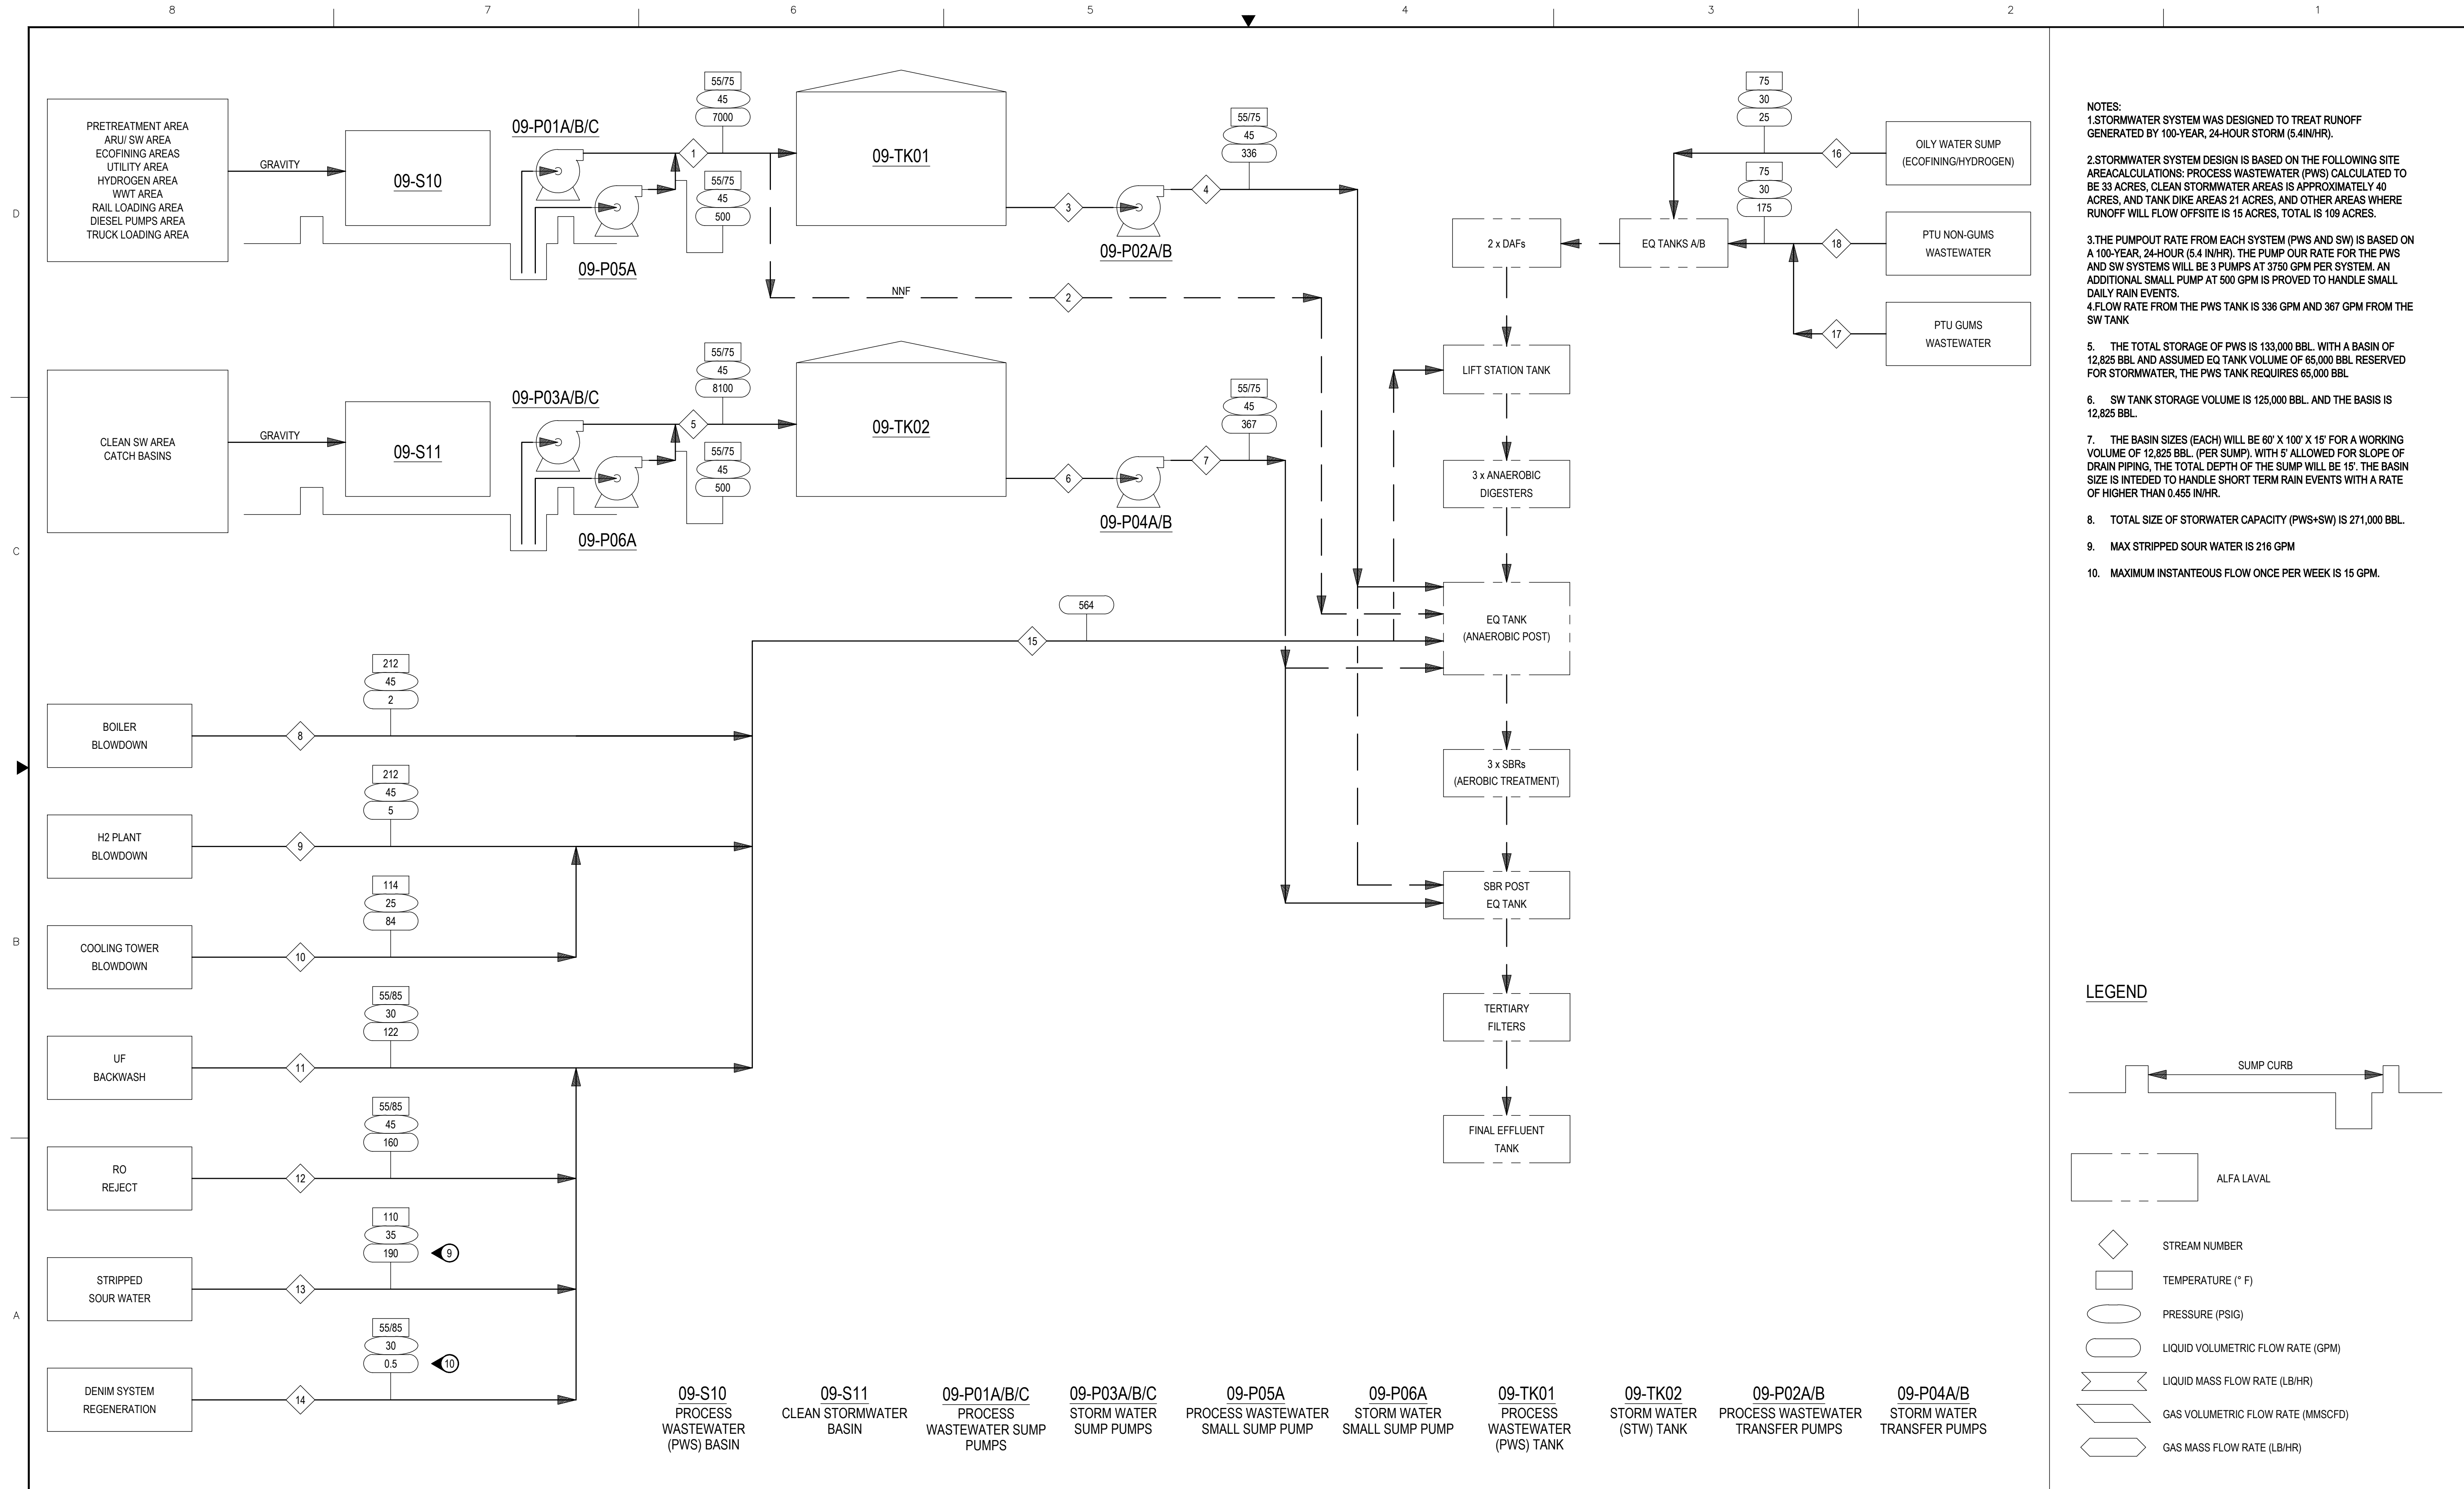 8
7
6
5
4
3
2
1
D
C
B
A
PRETREATMENT AREA
ARU/ SW AREA
ECOFINING AREAS
UTILITY AREA
HYDROGEN AREA
WWT AREA
RAIL LOADING AREA
DIESEL PUMPS AREA
TRUCK LOADING AREA
GRAVITY
09-S10
09-P01A/B/C
09-P05A
55/75
45
7000
1
55/75
45
500
09-TK01
NNF
2
3
09-P02A/B
4
55/75
45
336
75
30
25
16
OILY WATER SUMP
(ECOFINING/HYDROGEN)
75
30
175
18
PTU NON-GUMS
WASTEWATER
17
PTU GUMS
WASTEWATER
EQ TANKS A/B
2 x DAFs
LIFT STATION TANK
3 x ANAEROBIC
DIGESTERS
EQ TANK
(ANAEROBIC POST)
3 x SBRs
(AEROBIC TREATMENT)
SBR POST
EQ TANK
TERTIARY
FILTERS
FINAL EFFLUENT
TANK
CLEAN SW AREA
CATCH BASINS
GRAVITY
09-S11
09-P03A/B/C
09-P06A
55/75
45
8100
5
55/75
45
500
09-TK02
6
09-P04A/B
7
55/75
45
367
564
15
212
45
2
BOILER
BLOWDOWN
8
212
45
5
H2 PLANT
BLOWDOWN
9
114
25
84
COOLING TOWER
BLOWDOWN
10
55/85
30
122
UF
BACKWASH
11
55/85
45
160
RO
REJECT
12
110
35
190
9
STRIPPED
SOUR WATER
13
55/85
30
0.5
10
DENIM SYSTEM
REGENERATION
14
09-S10
PROCESS
WASTEWATER
(PWS) BASIN
09-S11
CLEAN STORMWATER
BASIN
09-P01A/B/C
PROCESS
WASTEWATER SUMP
PUMPS
09-P03A/B/C
STORM WATER
SUMP PUMPS
09-P05A
PROCESS WASTEWATER
SMALL SUMP PUMP
09-P06A
STORM WATER
SMALL SUMP PUMP
09-TK01
PROCESS
WASTEWATER
(PWS) TANK
09-TK02
STORM WATER
(STW) TANK
09-P02A/B
PROCESS WASTEWATER
TRANSFER PUMPS
09-P04A/B
STORM WATER
TRANSFER PUMPS
NOTES:
1.STORMWATER SYSTEM WAS DESIGNED TO TREAT RUNOFF
GENERATED BY 100-YEAR, 24-HOUR STORM (5.4IN/HR).
2.STORMWATER SYSTEM DESIGN IS BASED ON THE FOLLOWING SITE
AREACALCULATIONS: PROCESS WASTEWATER (PWS) CALCULATED TO
BE 33 ACRES, CLEAN STORMWATER AREAS IS APPROXIMATELY 40
ACRES, AND TANK DIKE AREAS 21 ACRES, AND OTHER AREAS WHERE
RUNOFF WILL FLOW OFFSITE IS 15 ACRES, TOTAL IS 109 ACRES.
3.THE PUMPOUT RATE FROM EACH SYSTEM (PWS AND SW) IS BASED ON
A 100-YEAR, 24-HOUR (5.4 IN/HR). THE PUMP OUR RATE FOR THE PWS
AND SW SYSTEMS WILL BE 3 PUMPS AT 3750 GPM PER SYSTEM. AN
ADDITIONAL SMALL PUMP AT 500 GPM IS PROVED TO HANDLE SMALL
DAILY RAIN EVENTS.
4.FLOW RATE FROM THE PWS TANK IS 336 GPM AND 367 GPM FROM THE
SW TANK
5. THE TOTAL STORAGE OF PWS IS 133,000 BBL. WITH A BASIN OF
12,825 BBL AND ASSUMED EQ TANK VOLUME OF 65,000 BBL RESERVED
FOR STORMWATER, THE PWS TANK REQUIRES 65,000 BBL
6. SW TANK STORAGE VOLUME IS 125,000 BBL. AND THE BASIS IS
12,825 BBL.
7. THE BASIN SIZES (EACH) WILL BE 60' X 100' X 15' FOR A WORKING
VOLUME OF 12,825 BBL. (PER SUMP). WITH 5' ALLOWED FOR SLOPE OF
DRAIN PIPING, THE TOTAL DEPTH OF THE SUMP WILL BE 15'. THE BASIN
SIZE IS INTEDED TO HANDLE SHORT TERM RAIN EVENTS WITH A RATE
OF HIGHER THAN 0.455 IN/HR.
8. TOTAL SIZE OF STORWATER CAPACITY (PWS+SW) IS 271,000 BBL.
9. MAX STRIPPED SOUR WATER IS 216 GPM
10. MAXIMUM INSTANTEOUS FLOW ONCE PER WEEK IS 15 GPM.
LEGEND
SUMP CURB
ALFA LAVAL
STREAM NUMBER
TEMPERATURE (° F)
PRESSURE (PSIG)
LIQUID VOLUMETRIC FLOW RATE (GPM)
LIQUID MASS FLOW RATE (LB/HR)
GAS VOLUMETRIC FLOW RATE (MMSCFD)
GAS MASS FLOW RATE (LB/HR)